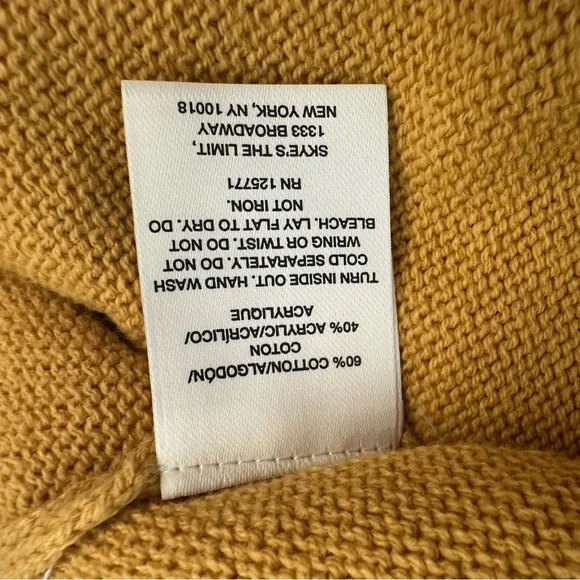 60% COTTON/ALGODÓN/
COTON
40% ACRYLIC/ACRÍLICO/
ACRYLIQUE
TURN INSIDE OUT. HAND WASH
COLD SEPARATELY. DO NOT
WRING OR TWIST. DO NOT
BLEACH. LAY FLAT TO DRY. DO
NOT IRON.
RN 125771
SKYE'S THE LIMIT,
1333 BROADWAY
NEW YORK, NY 10018